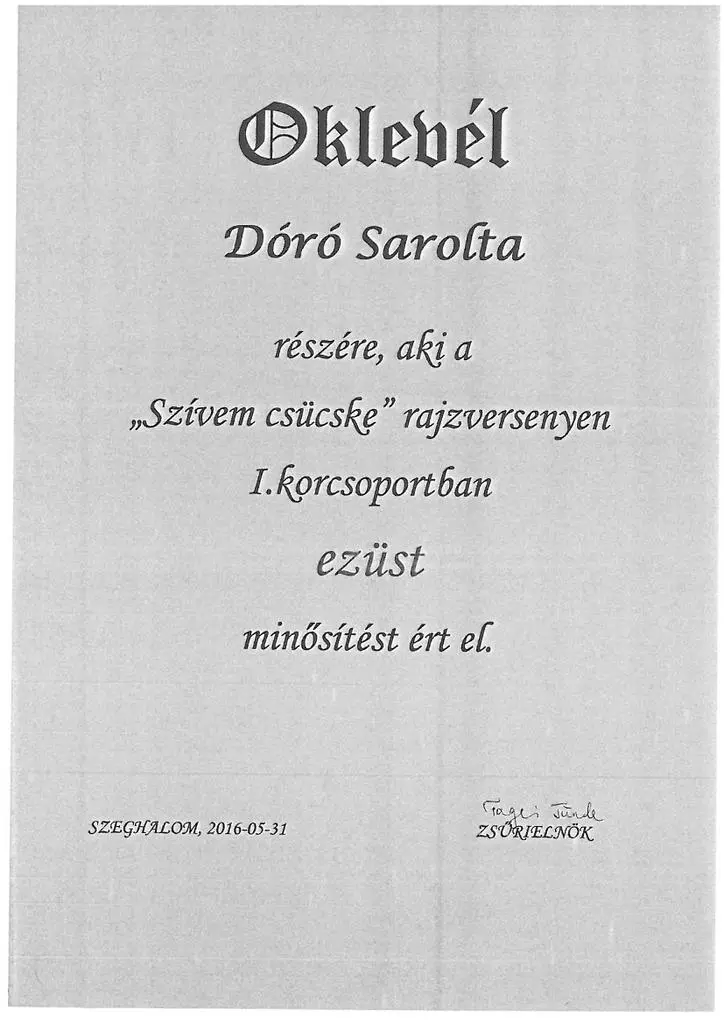 Oklevél
Dóró Sarolta
részére, aki a
„Szívem csücske” rajzversenyen
I.korcsoportban
ezüst
minősítést ért el.
Tünde
SZEGHALOM, 2016-05-31
ZSŰRIELNÖK